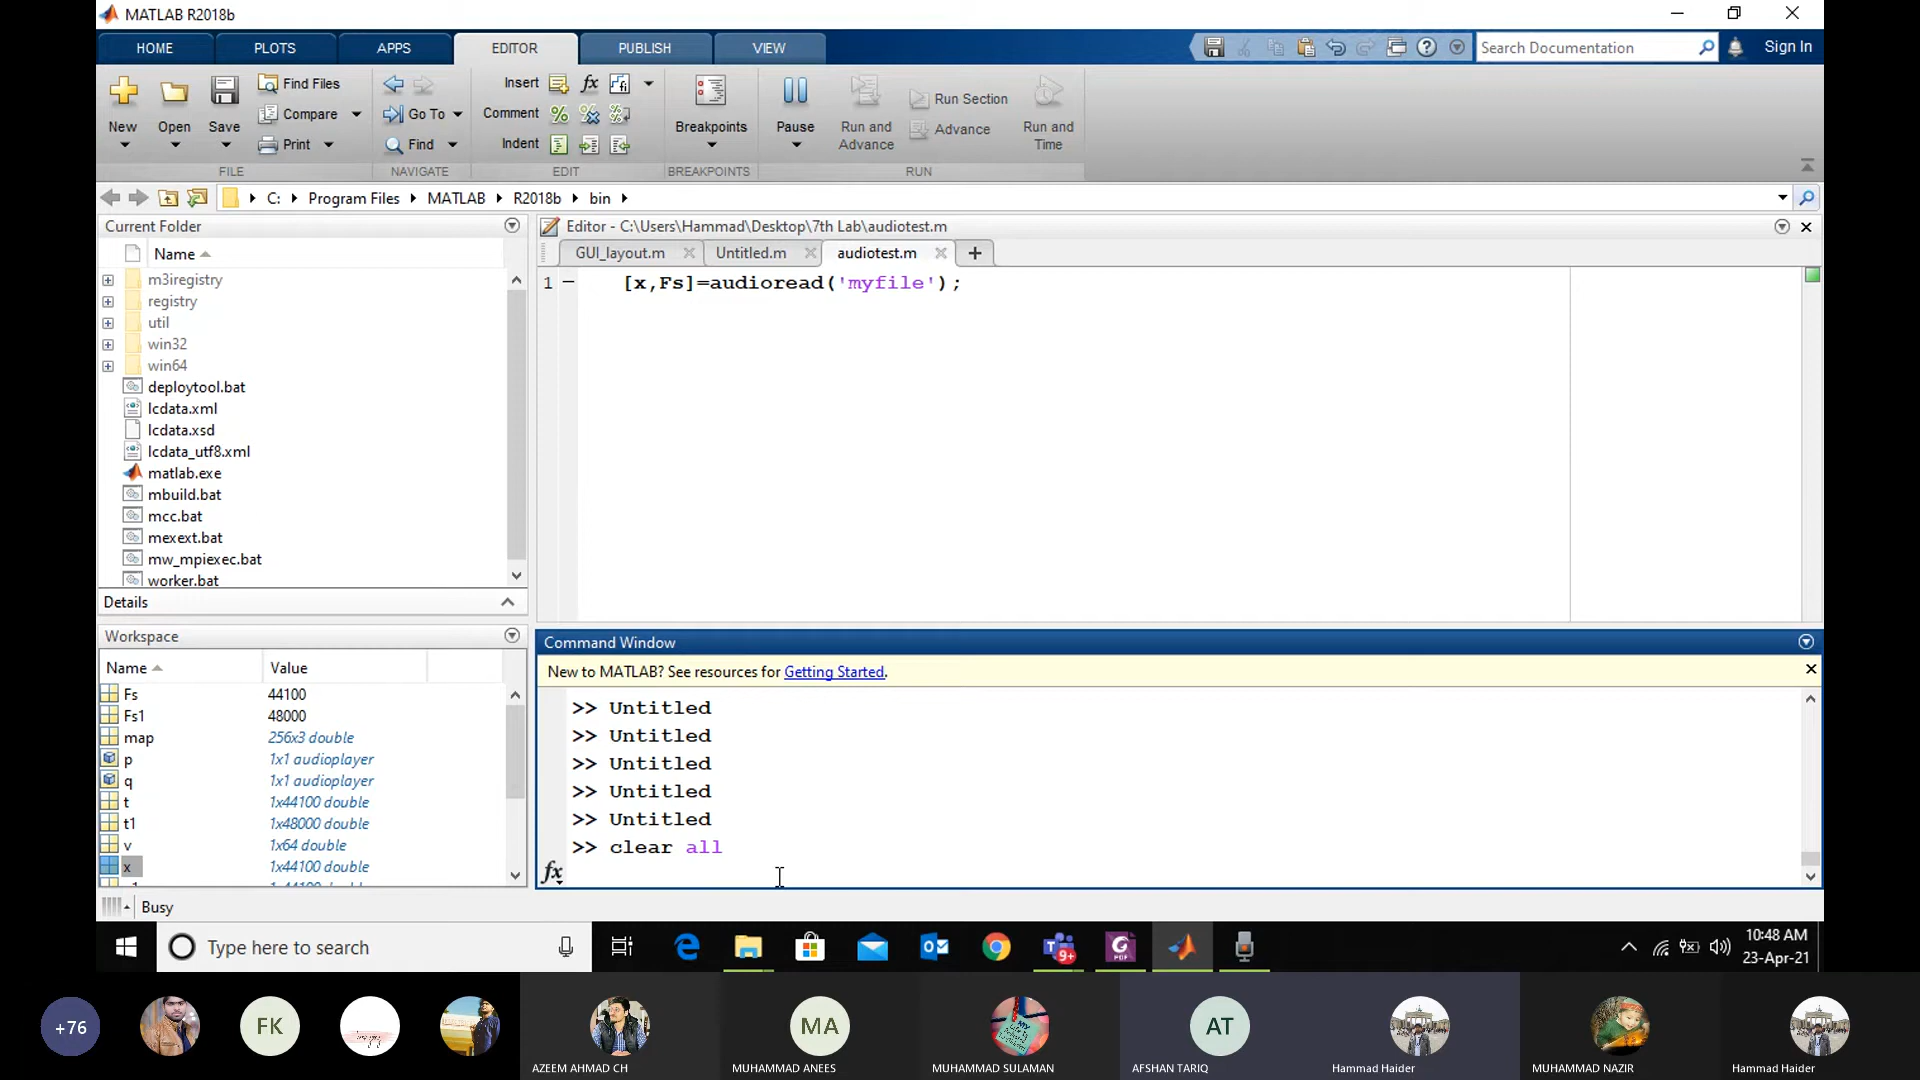 MATLAB R2018b
HOME PLOTS APPS EDITOR PUBLISH VIEW
Search Documentation
Sign In
New Open Save
Find Files
Compare
Print
FILE
Go To
Find
NAVIGATE
Insert fx
Comment
Indent
EDIT
Breakpoints
BREAKPOINTS
Pause
Run and Advance
Run Section
Advance
Run and Time
RUN
C: Program Files MATLAB R2018b bin
Current Folder
Name
m3iregistry
registry
util
win32
win64
deploytool.bat
lcdata.xml
lcdata.xsd
lcdata_utf8.xml
matlab.exe
mbuild.bat
mcc.bat
mexext.bat
mw_mpiexec.bat
worker.bat
Details
Workspace
Name Value
Fs 44100
Fs1 48000
map 256x3 double
p 1x1 audioplayer
q 1x1 audioplayer
t 1x44100 double
t1 1x48000 double
v 1x64 double
x 1x44100 double
Editor - C:\Users\Hammad\Desktop\7th Lab\audiotest.m
GUI_layout.m Untitled.m audiotest.m
1 [x,Fs]=audioread('myfile');
Command Window
New to MATLAB? See resources for Getting Started.
>> Untitled
>> Untitled
>> Untitled
>> Untitled
>> Untitled
>> clear all
fx
Busy
Type here to search
9+
10:48 AM
23-Apr-21
+76
FK
MA
AT
AZEEM AHMAD CH
MUHAMMAD ANEES
MUHAMMAD SULAMAN
AFSHAN TARIQ
Hammad Haider
MUHAMMAD NAZIR
Hammad Haider